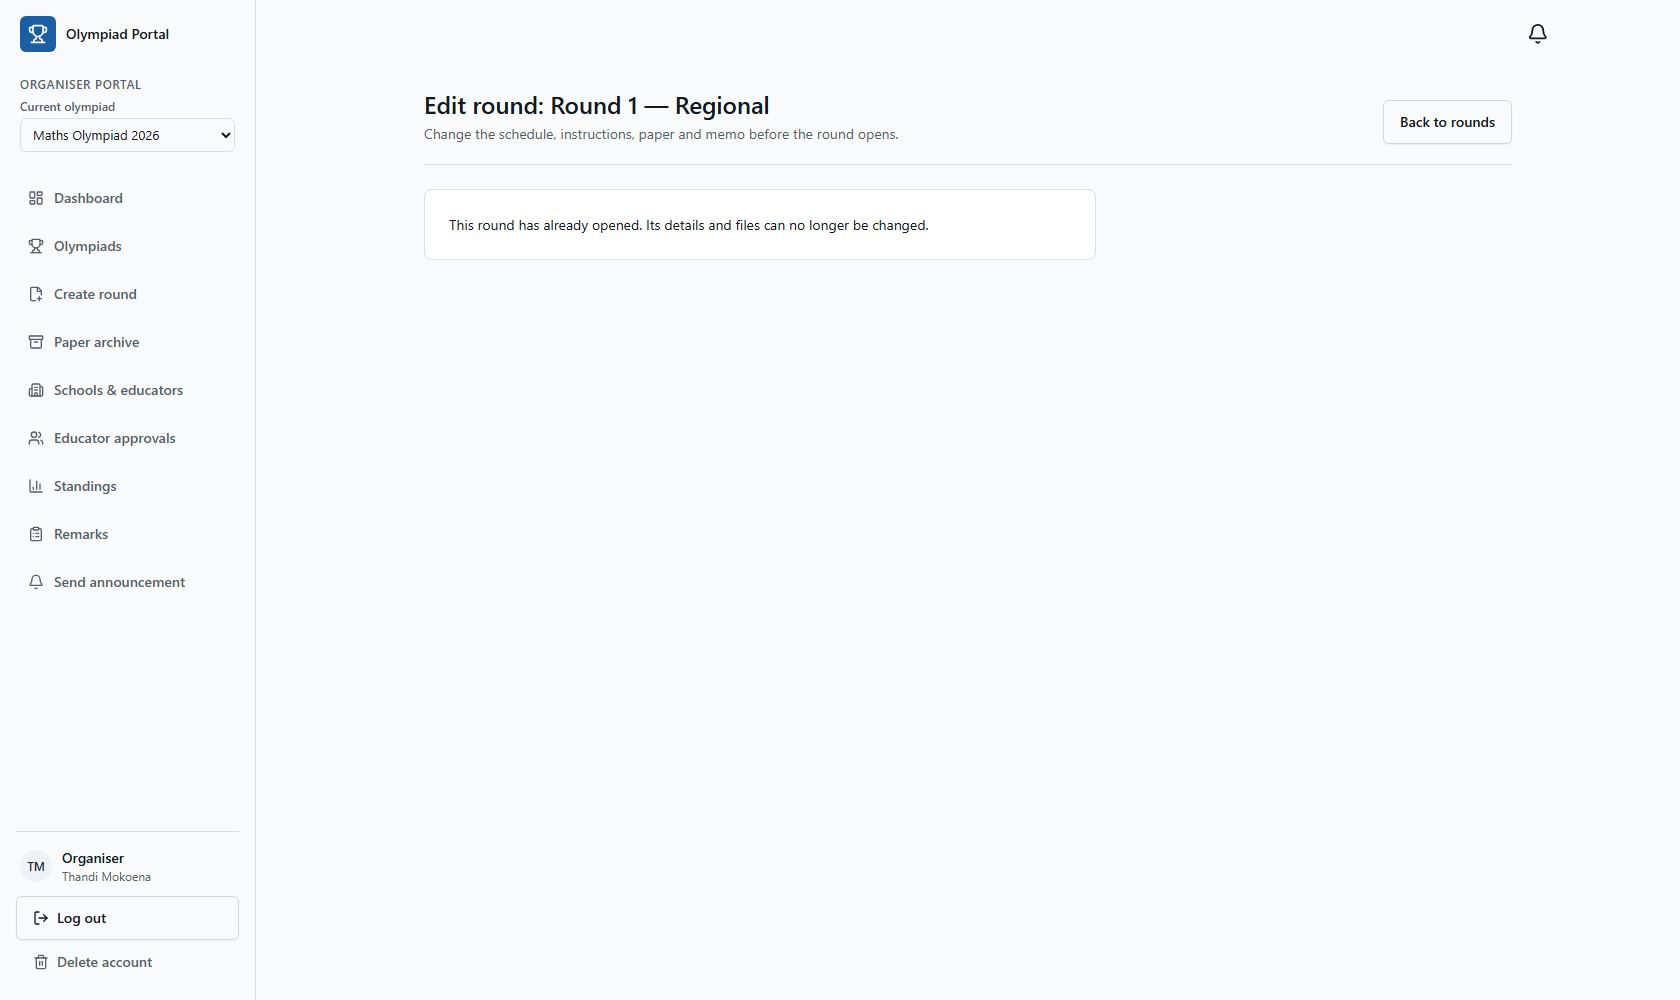 Olympiad Portal
ORGANISER PORTAL
Current olympiad
Maths Olympiad 2026
Dashboard
Olympiads
Create round
Paper archive
Schools & educators
Educator approvals
Standings
Remarks
Send announcement
TM
Organiser
Thandi Mokoena
Log out
Delete account
Edit round: Round 1 — Regional
Change the schedule, instructions, paper and memo before the round opens.
Back to rounds
This round has already opened. Its details and files can no longer be changed.